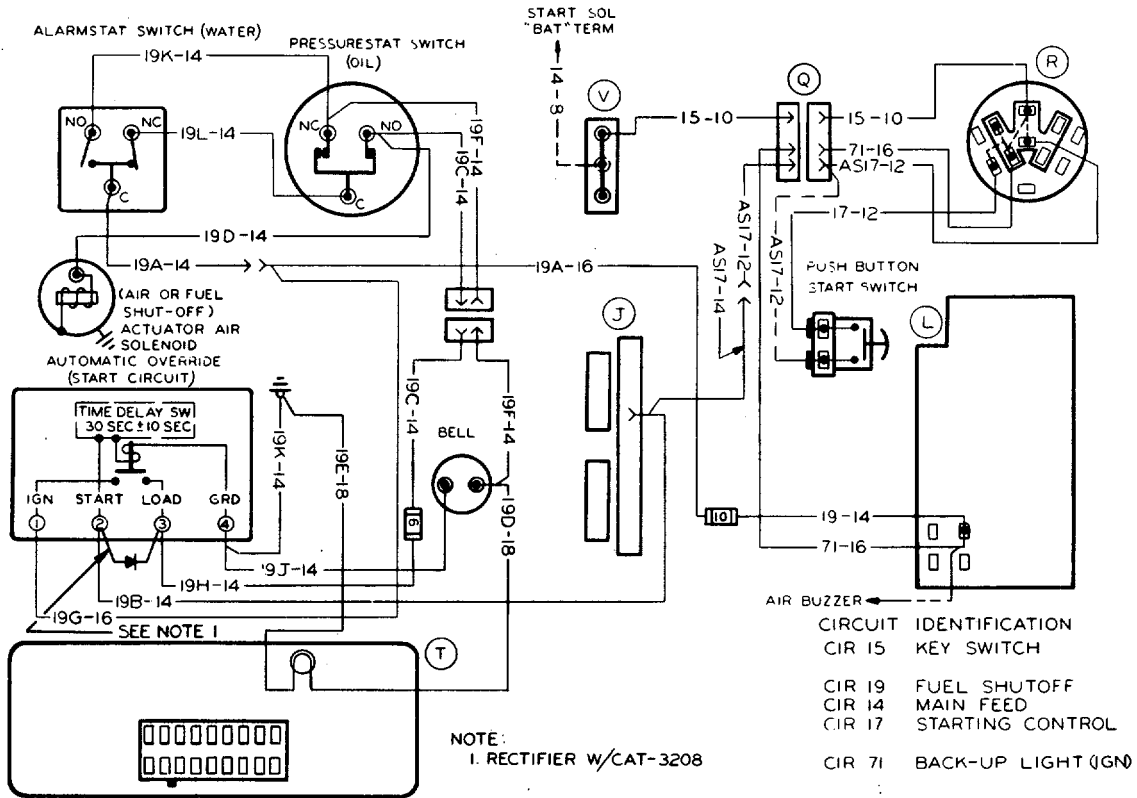 START SOL
"BAT" TERM
ALARMSTAT SWITCH (WATER)
PRESSURESTAT SWITCH
(OIL)
19K-14
14-8
V
Q
R
15-10
15-10
NO
NC
19L-14
NC
NO
19F-14
19C-14
71-16
AS17-12
C
C
17-12
19D-14
19A-14
19A-16
AS17-12
AS17-14
AS17-12
PUSH BUTTON
START SWITCH
(AIR OR FUEL
SHUT-OFF)
ACTUATOR AIR
SOLENOID
J
L
AUTOMATIC OVERRIDE
(START CIRCUIT)
TIME DELAY SW
30 SEC ± 10 SEC
19K-14
19E-18
19C-14
19F-14
BELL
IGN
START
LOAD
GRD
1
2
3
4
6
19D-18
10
19-14
71-16
19J-14
19H-14
19B-14
19G-16
SEE NOTE 1
AIR BUZZER
T
CIRCUIT IDENTIFICATION
CIR 15 KEY SWITCH
CIR 19 FUEL SHUTOFF
CIR 14 MAIN FEED
CIR 17 STARTING CONTROL
CIR 71 BACK-UP LIGHT (IGN)
NOTE:
1. RECTIFIER W/CAT-3208